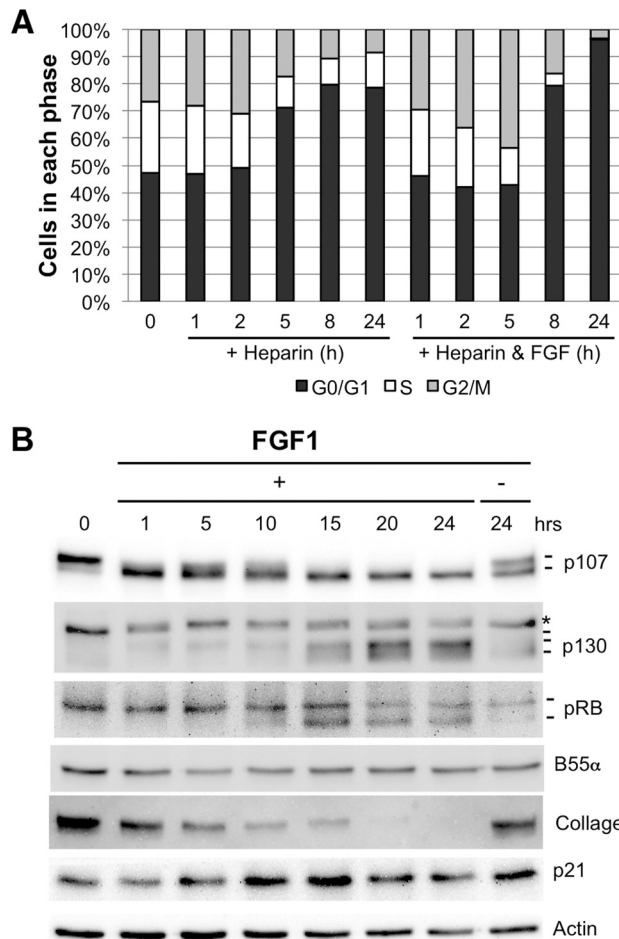 A
Cells in each phase
100%
90%
80%
70%
60%
50%
40%
30%
20%
10%
0%
0 1 2 5 8 24 1 2 5 8 24
+ Heparin (h) + Heparin & FGF (h)
G0/G1 S G2/M
B
FGF1
+ -
0 1 5 10 15 20 24 24 hrs
p107
*
p130
pRB
B55α
Collage
p21
Actin